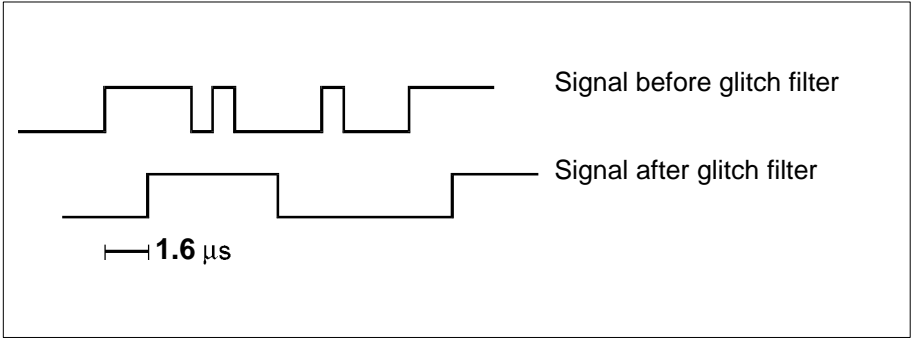 Signal before glitch filter
Signal after glitch filter
1.6 μs